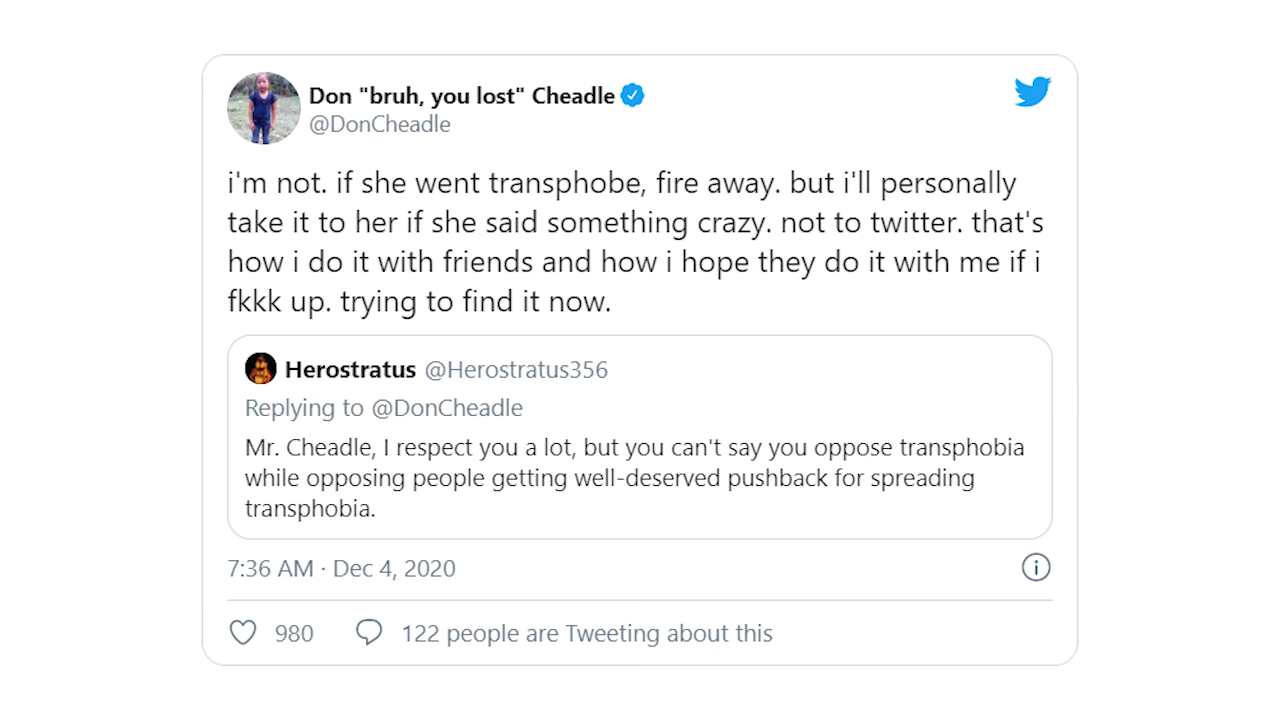 Don "bruh, you lost" Cheadle
@DonCheadle
i'm not. if she went transphobe, fire away. but i'll personally
take it to her if she said something crazy. not to twitter. that's
how i do it with friends and how i hope they do it with me if i
fkkk up. trying to find it now.
Herostratus @Herostratus356
Replying to @DonCheadle
Mr. Cheadle, I respect you a lot, but you can't say you oppose transphobia
while opposing people getting well-deserved pushback for spreading
transphobia.
7:36 AM · Dec 4, 2020
980 122 people are Tweeting about this